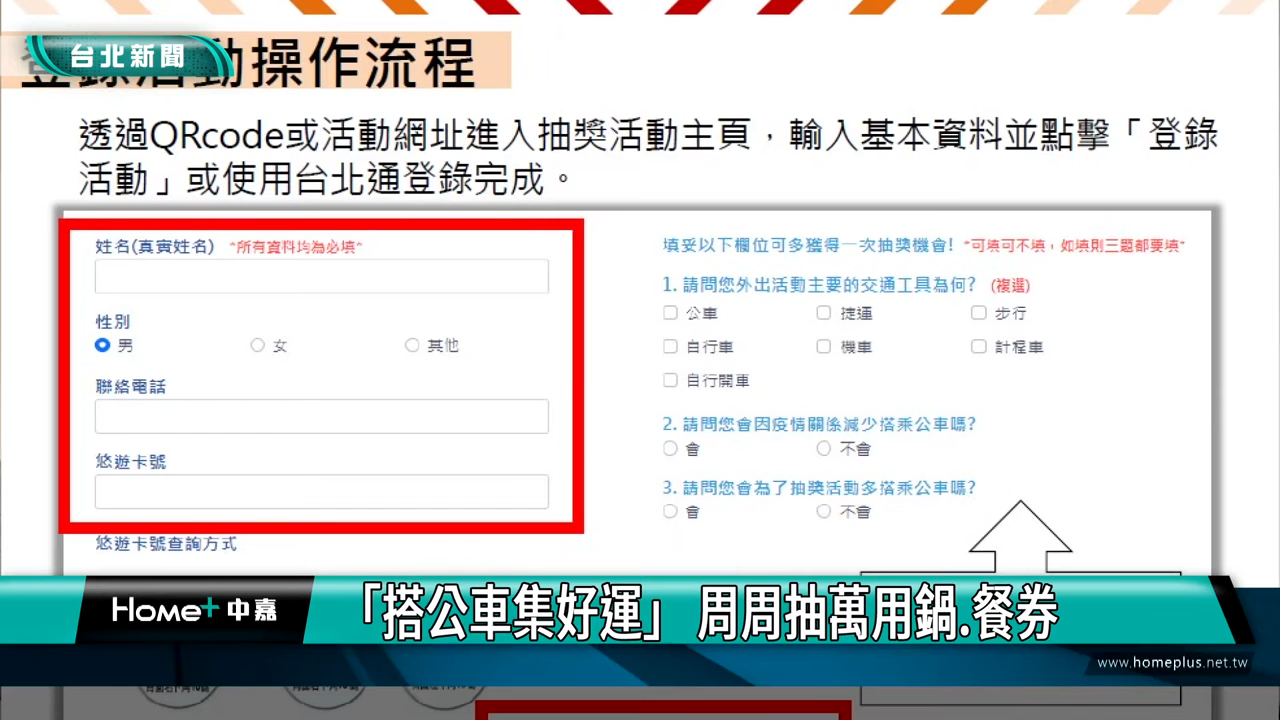 台北新聞
動操作流程
透過QRcode或活動網址進入抽獎活動主頁，輸入基本資料並點擊「登錄
活動」或使用台北通登錄完成。
姓名(真實姓名) *所有資料均為必填*
性別
男 女 其他
聯絡電話
悠遊卡號
悠遊卡號查詢方式
填妥以下欄位可多獲得一次抽獎機會! *可填可不填，如填則三題都要填*
1. 請問您外出活動主要的交通工具為何? (複選)
公車 捷運 步行
自行車 機車 計程車
自行開車
2. 請問您會因疫情關係減少搭乘公車嗎?
會 不會
3. 請問您會為了抽獎活動多搭乘公車嗎?
會 不會
Home+中嘉
「搭公車集好運」 周周抽萬用鍋.餐券
www.homeplus.net.tw